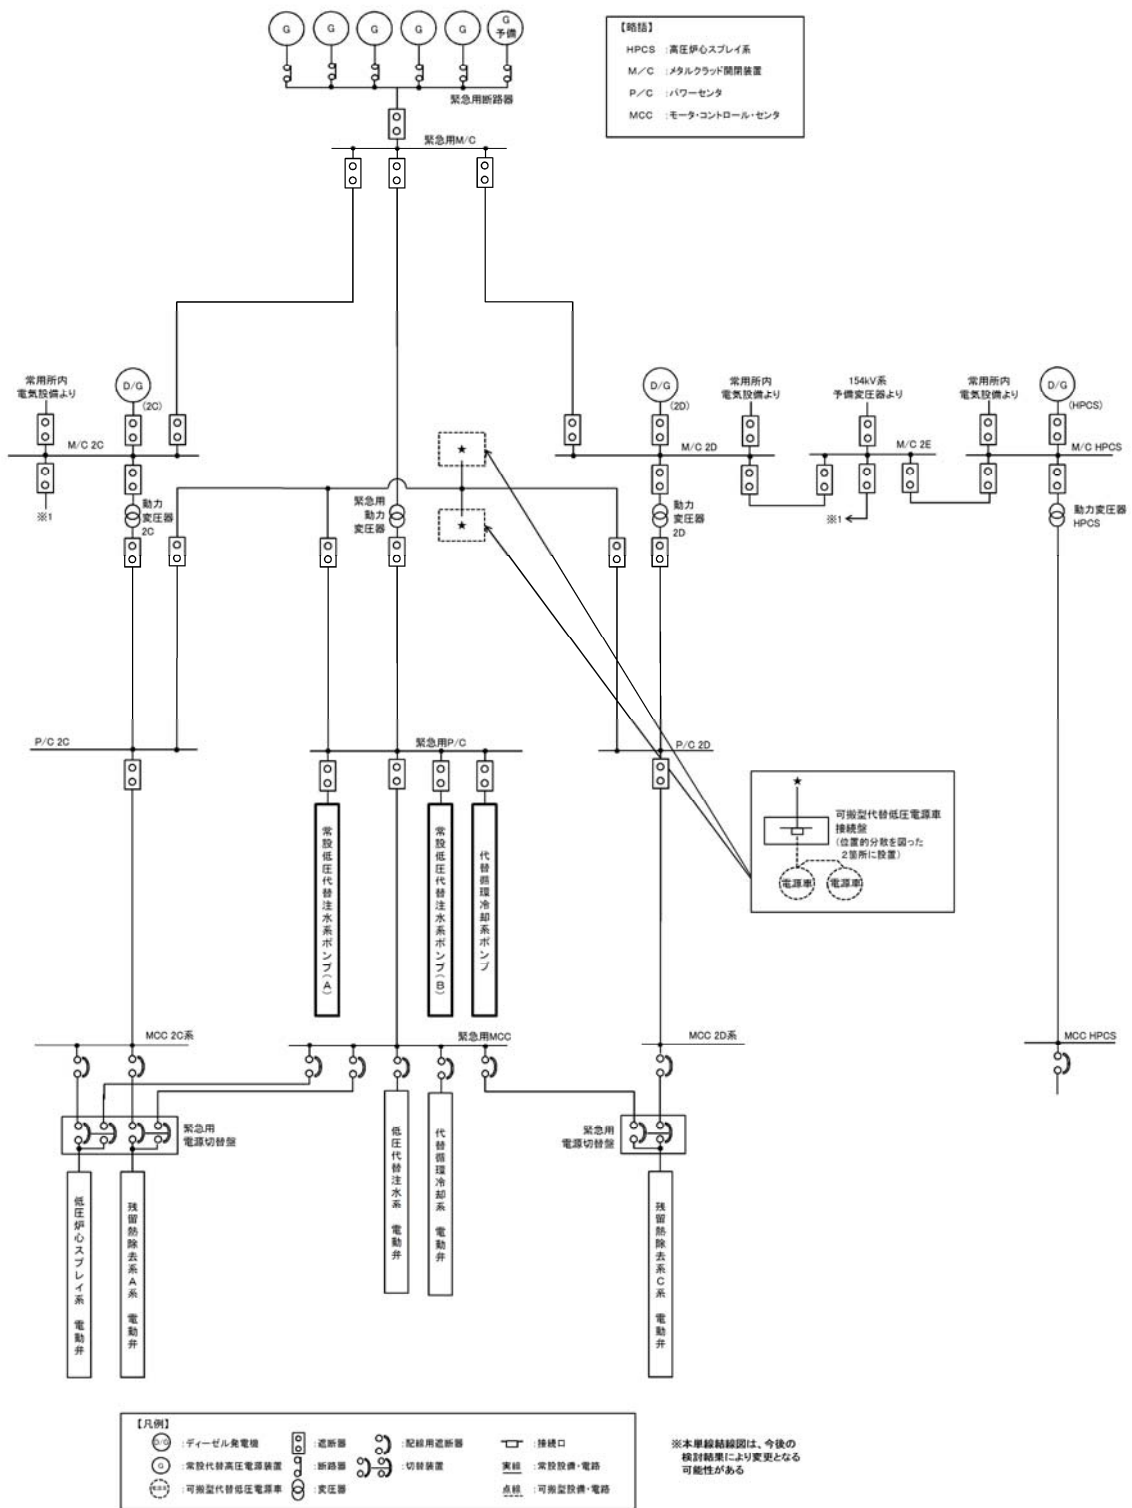 G
G
G
G
G
G
予備
緊急用断路器
【略語】
HPCS :高圧炉心スプレイ系
M/C :メタルクラッド開閉装置
P/C :パワーセンタ
MCC :モータ・コントロール・センタ
緊急用M/C
常用所内
電気設備より
D/G
(2C)
M/C 2C
※1
動力
変圧器
2C
緊急用
動力
変圧器
★
★
D/G
(2D)
M/C 2D
動力
変圧器
2D
常用所内
電気設備より
154kV系
予備変圧器より
M/C 2E
※1
常用所内
電気設備より
D/G
(HPCS)
M/C HPCS
動力変圧器
HPCS
P/C 2C
緊急用P/C
P/C 2D
常設低圧代替注水系ポンプ(A)
常設低圧代替注水系ポンプ(B)
代替循環冷却系ポンプ
★
可搬型代替低圧電源車
接続盤
(位置的分散を図った
2箇所に設置)
電源車
電源車
MCC 2C系
緊急用MCC
MCC 2D系
MCC HPCS
緊急用
電源切替盤
緊急用
電源切替盤
低圧炉心スプレイ系 電動弁
残留熱除去系A系 電動弁
低圧代替注水系 電動弁
代替循環冷却系 電動弁
残留熱除去系C系 電動弁
【凡例】
D/G :ディーゼル発電機
:遮断器
:配線用遮断器
:接続口
G :常設代替高圧電源装置
:断路器
:切替装置
実線 :常設設備・電路
電源車 :可搬型代替低圧電源車
:変圧器
点線 :可搬型設備・電路
※本単線結線図は、今後の
検討結果により変更となる
可能性がある